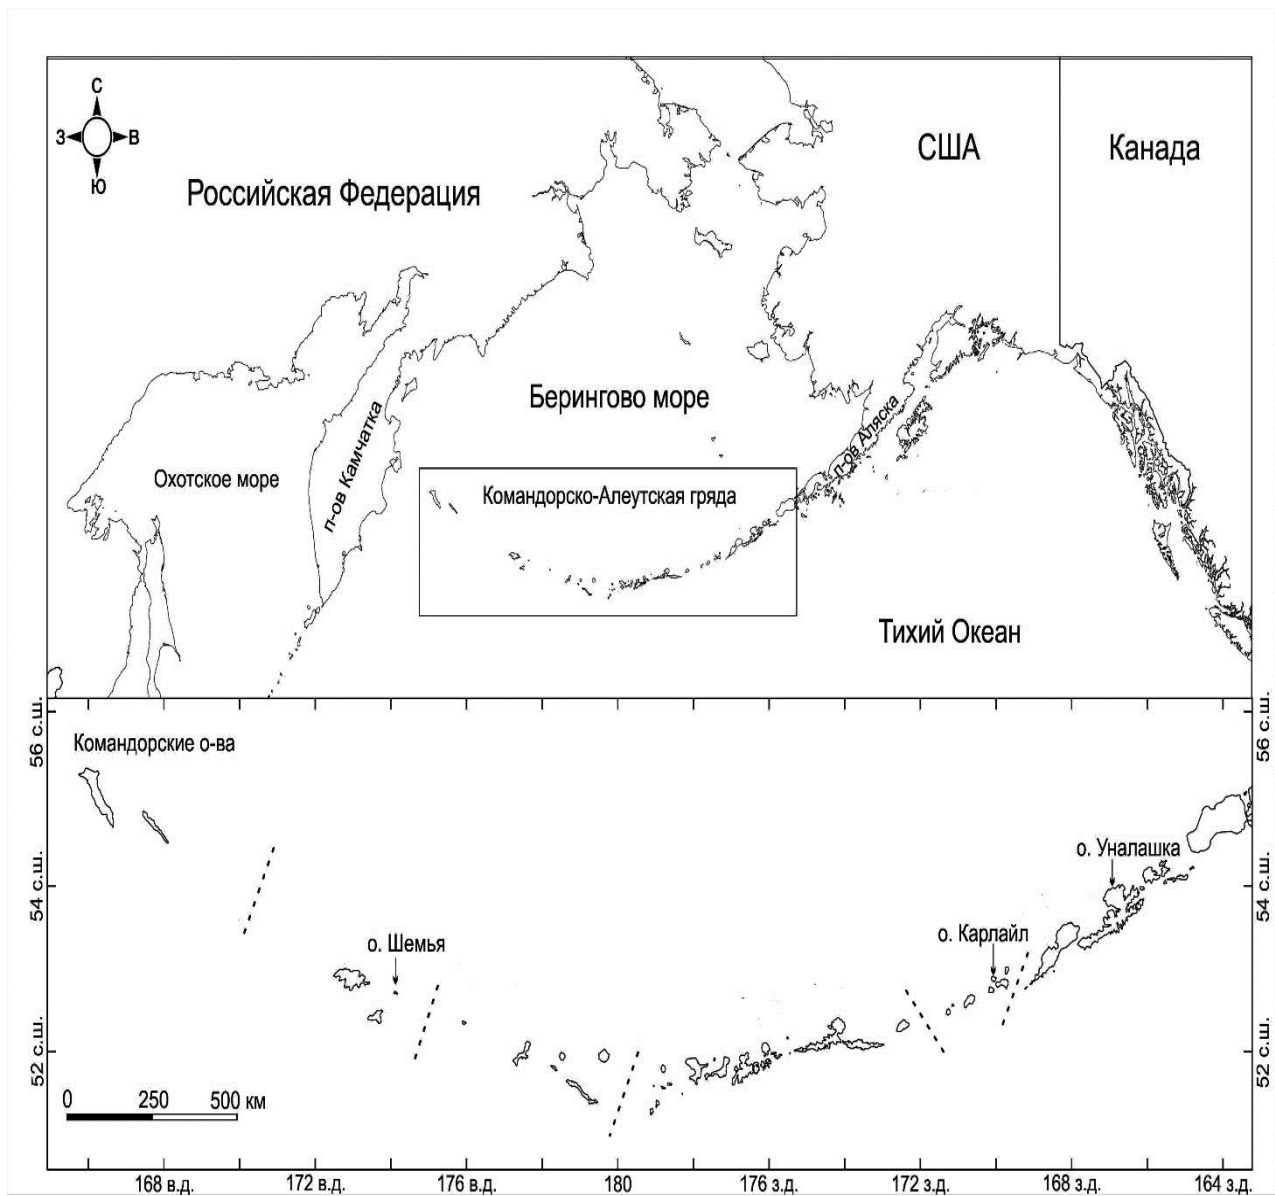 С
З В
Ю
Российская Федерация
США
Канада
Берингово море
Охотское море
п-ов Камчатка
п-ов Аляска
Командорско-Алеутская гряда
Тихий Океан
56 с.ш.
56 с.ш.
Командорские о-ва
о. Уналашка
54 с.ш.
54 с.ш.
о. Шемья
о. Карлайл
52 с.ш.
52 с.ш.
0 250 500 км
168 в.д. 172 в.д. 176 в.д. 180 176 з.д. 172 з.д. 168 з.д. 164 з.д.